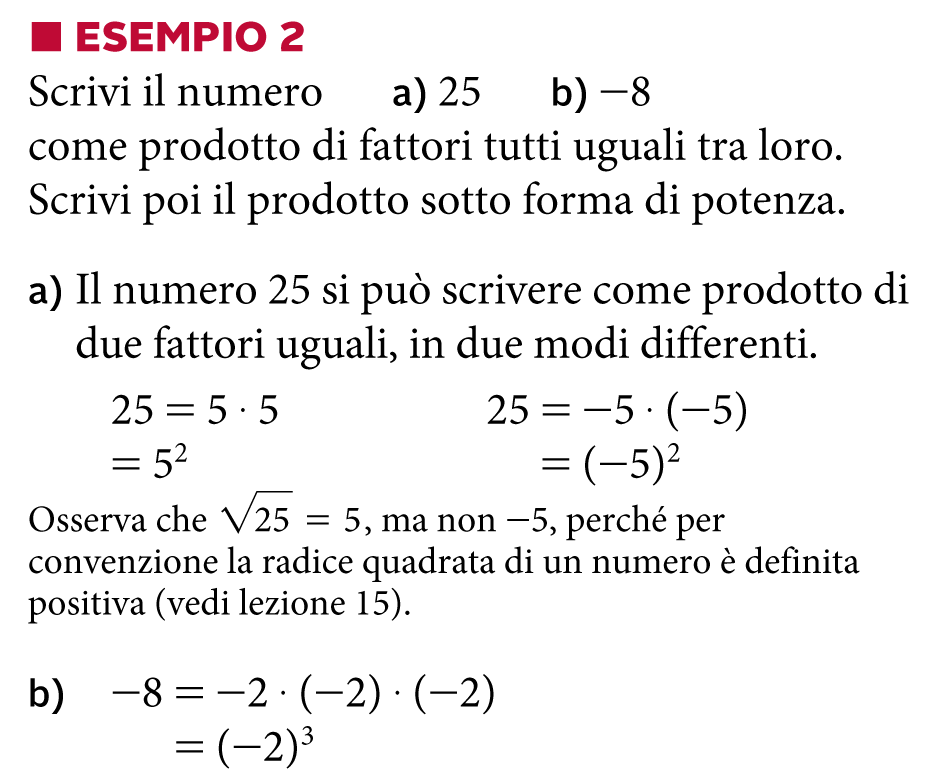 ■ ESEMPIO 2
Scrivi il numero a) 25 b) −8
come prodotto di fattori tutti uguali tra loro.
Scrivi poi il prodotto sotto forma di potenza.
a) Il numero 25 si può scrivere come prodotto di
due fattori uguali, in due modi differenti.
25 = 5 · 5 25 = −5 · (−5)
= 5² = (−5)²
Osserva che √25 = 5, ma non −5, perché per
convenzione la radice quadrata di un numero è definita
positiva (vedi lezione 15).
b) −8 = −2 · (−2) · (−2)
= (−2)³